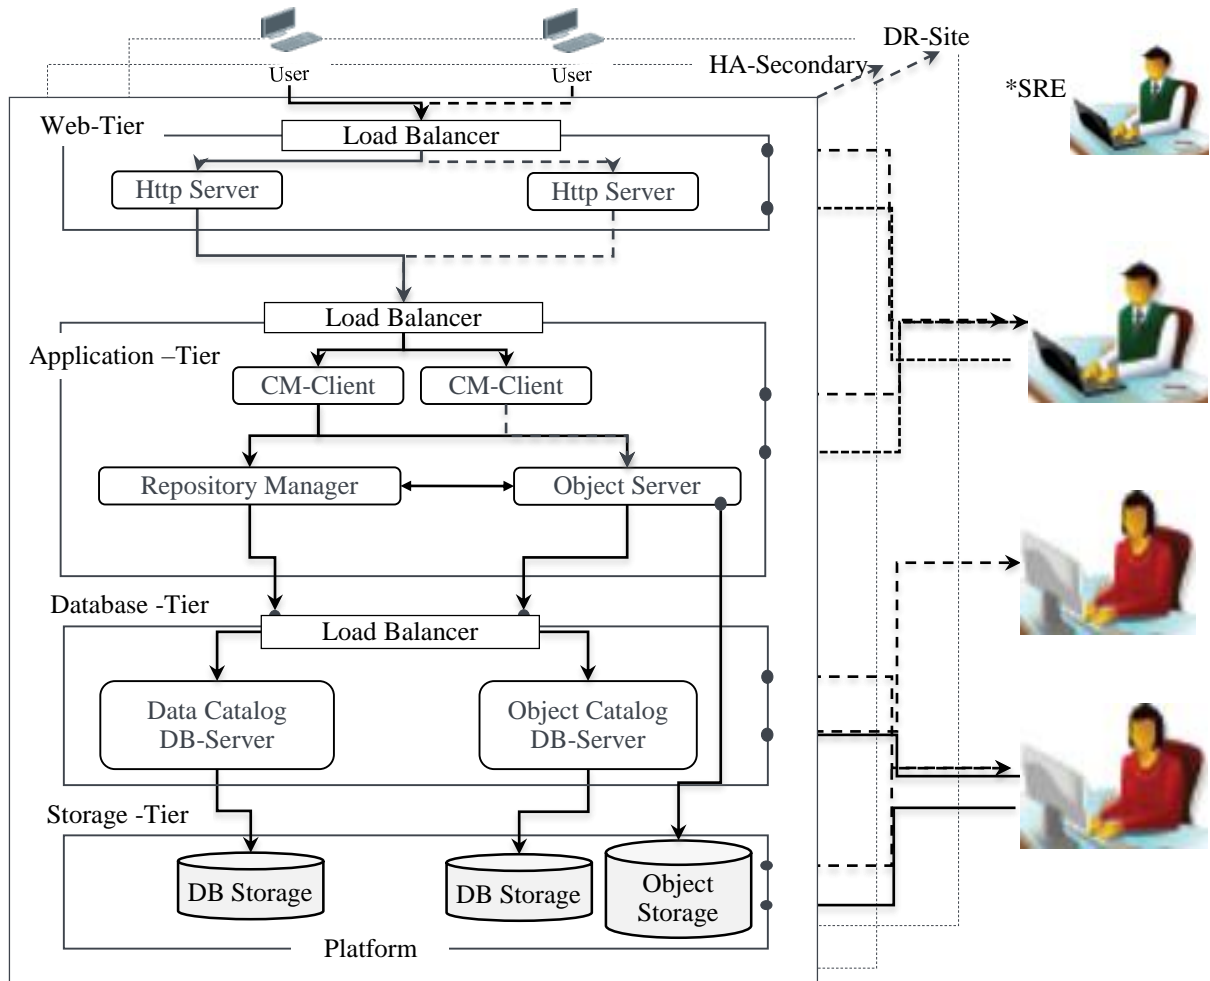 DR-Site
HA-Secondary
User
User
*SRE
Web-Tier
Load Balancer
Http Server
Http Server
Load Balancer
Application –Tier
CM-Client
CM-Client
Repository Manager
Object Server
Database -Tier
Load Balancer
Data Catalog
DB-Server
Object Catalog
DB-Server
Storage -Tier
DB Storage
DB Storage
Object
Storage
Platform